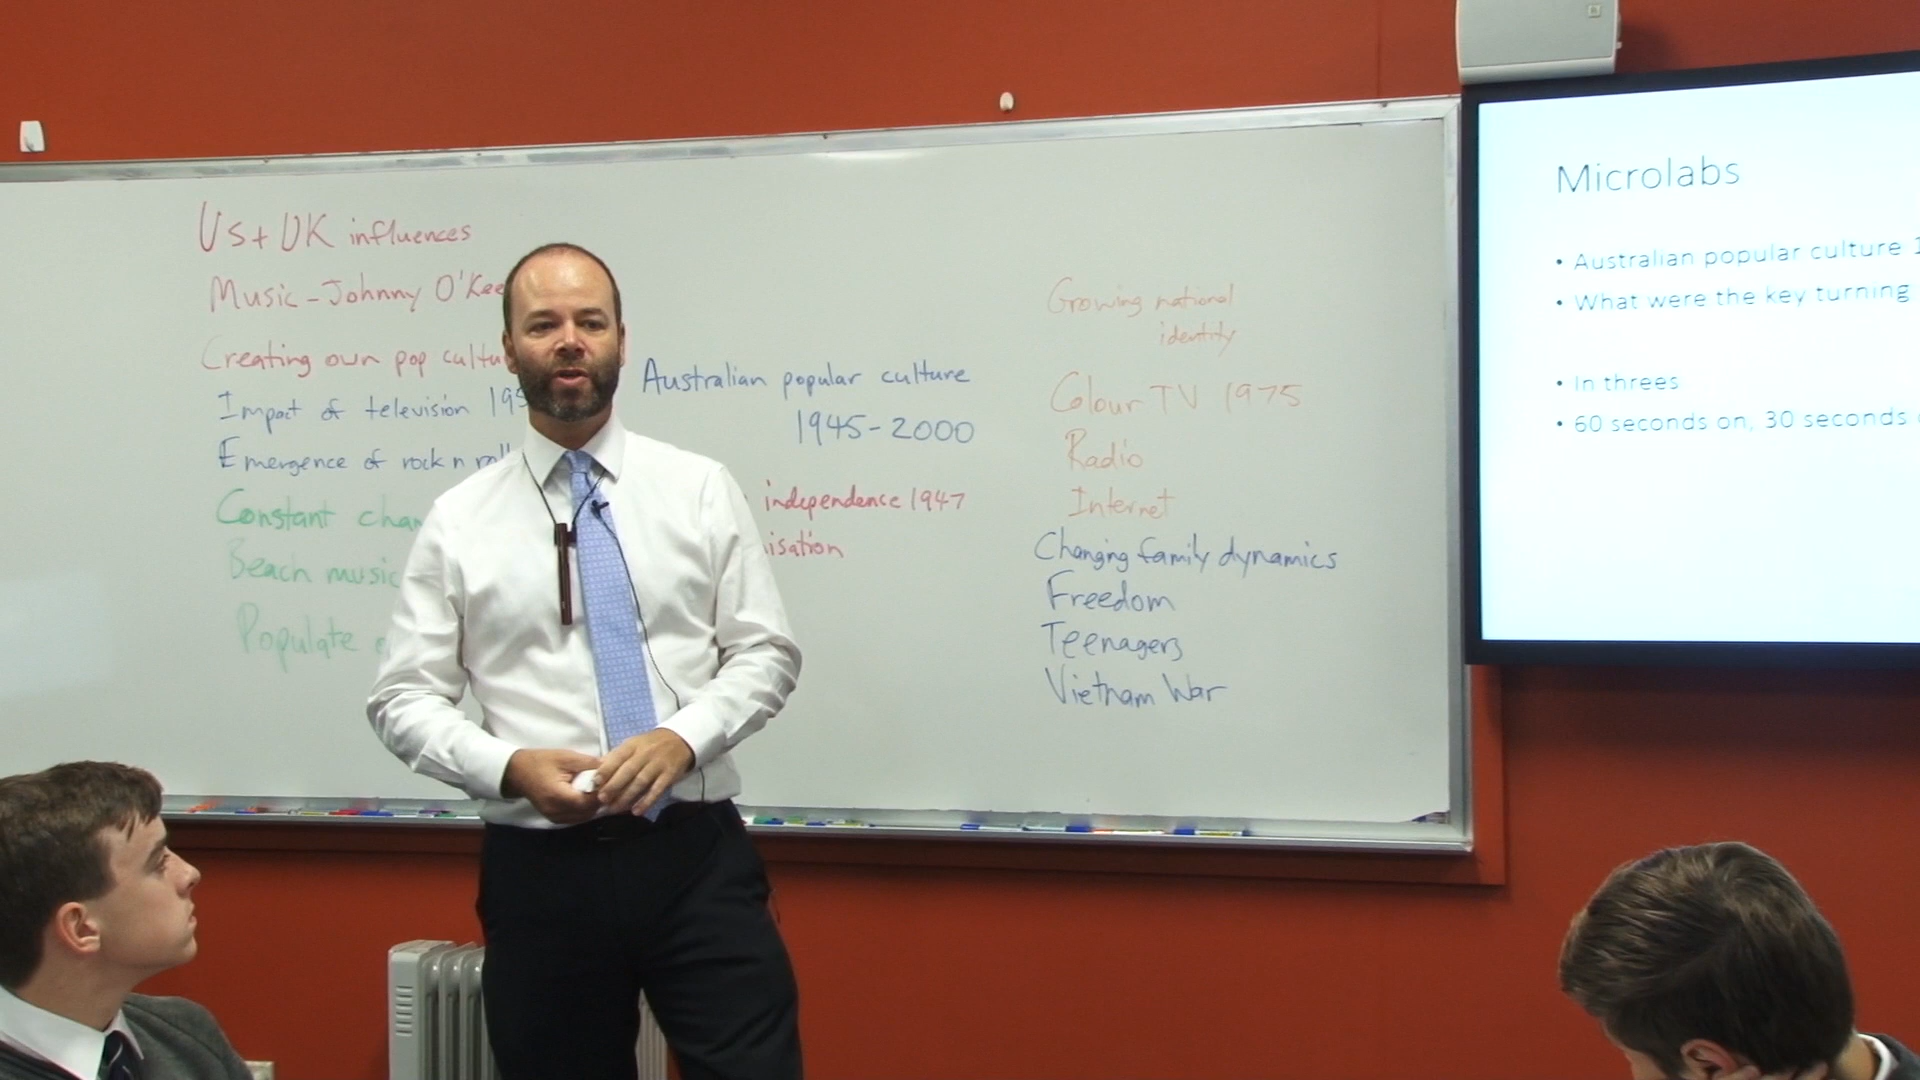 Us + UK influences
Music - Johnny O'Kee
Creating own pop cultu
Impact of television 195
Emergence of rock n roll
Constant chan
Beach music
Populate
Australian popular culture
1945-2000
independence 1947
isation
Growing national
identity
Colour TV 1975
Radio
Internet
Changing family dynamics
Freedom
Teenagers
Vietnam War
Microlabs
• Australian popular culture 1
• What were the key turning
• In threes
• 60 seconds on, 30 seconds